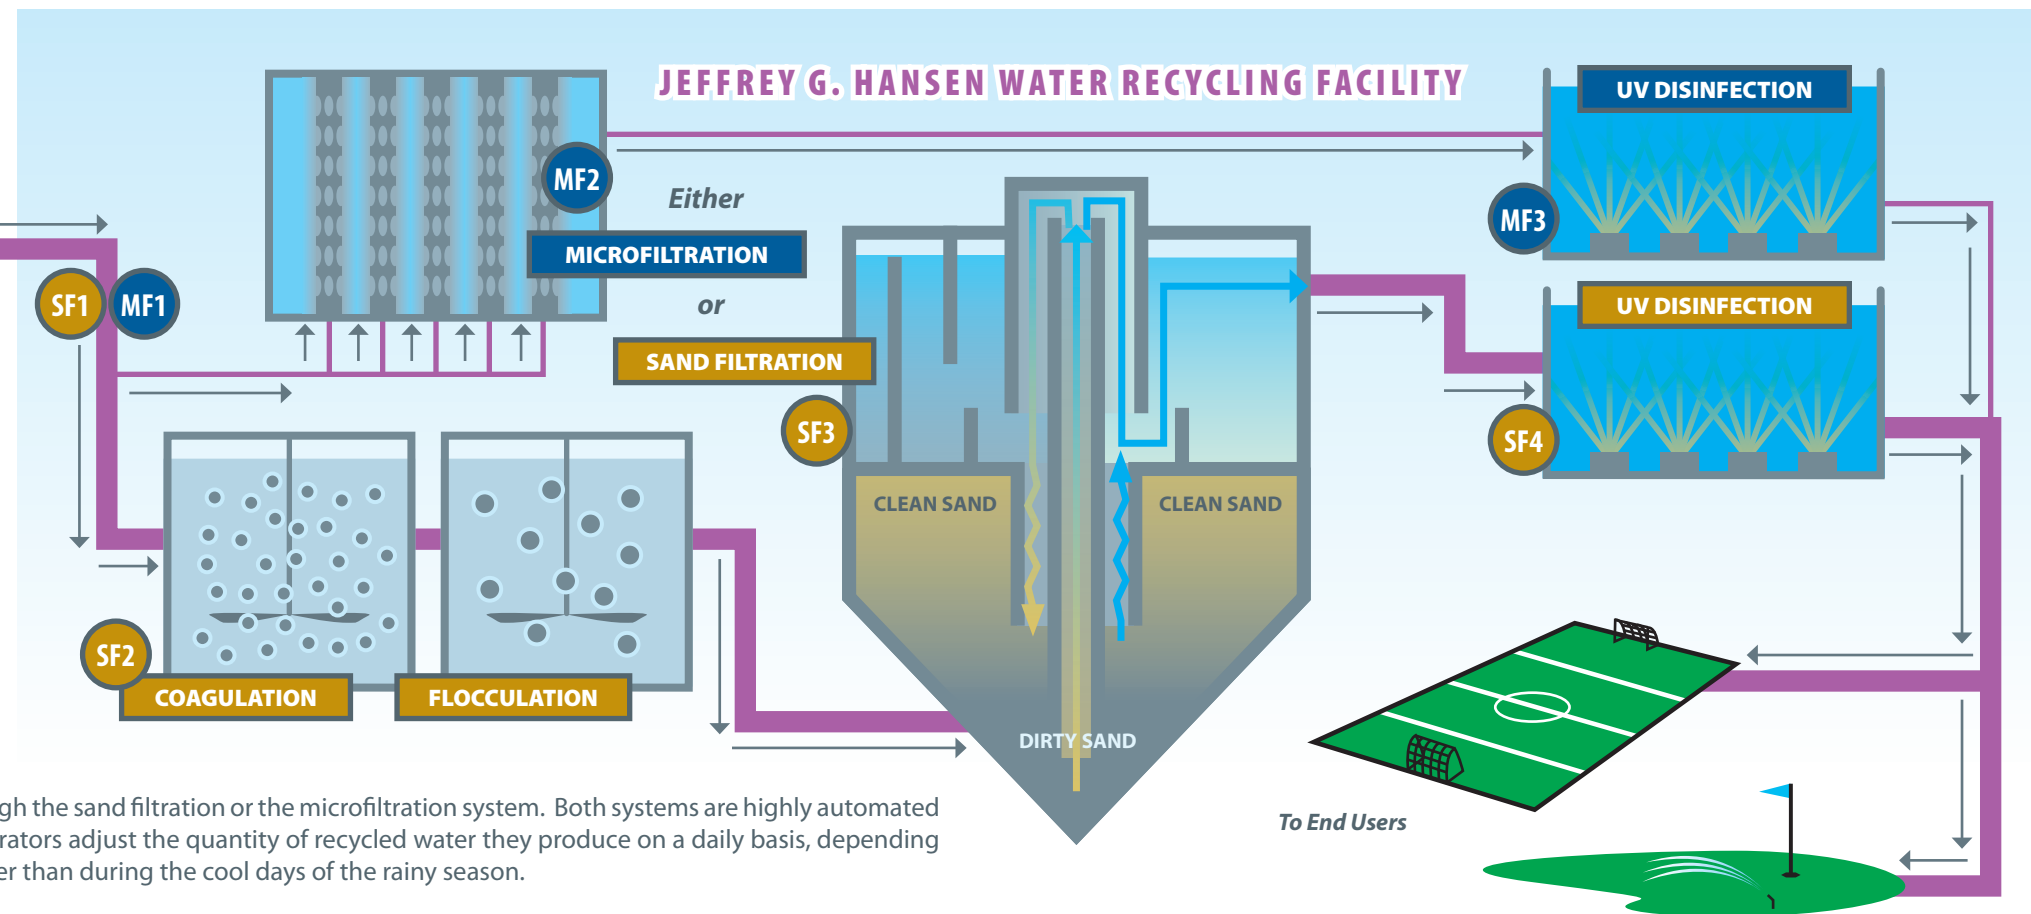 JEFFREY G. HANSEN WATER RECYCLING FACILITY
UV DISINFECTION
MF2
Either
MF3
MICROFILTRATION
SF1
MF1
or
UV DISINFECTION
SAND FILTRATION
SF3
SF4
CLEAN SAND
CLEAN SAND
SF2
COAGULATION
FLOCCULATION
DIRTY SAND
To End Users
the sand filtration or the microfiltration system. Both systems are highly automated
adjust the quantity of recycled water they produce on a daily basis, depending
than during the cool days of the rainy season.